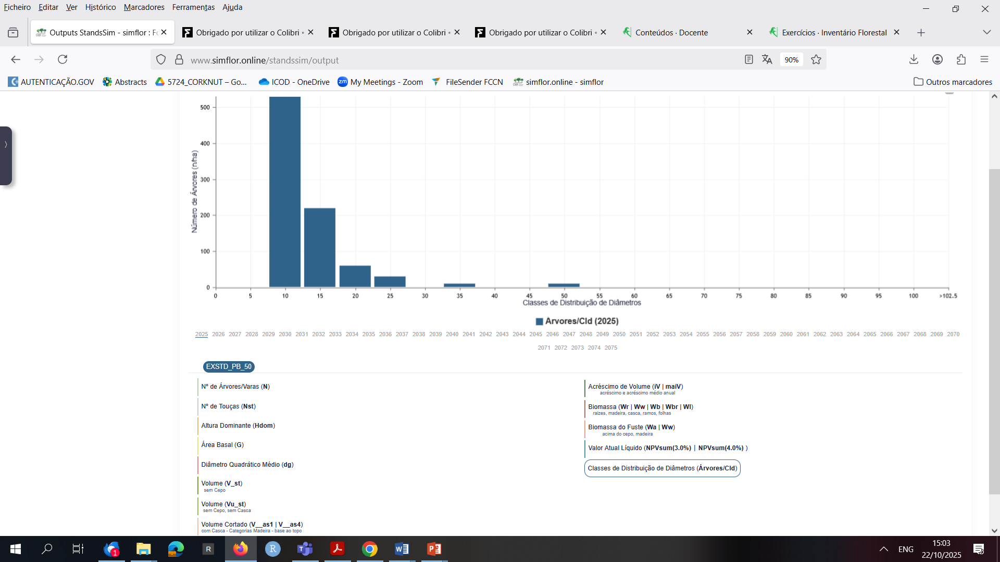 Ficheiro Editar Ver Histórico Marcadores Ferramentas Ajuda
Outputs StandsSim - simflor : Fc Obrigado por utilizar o Colibri • Obrigado por utilizar o Colibri • Obrigado por utilizar o Colibri • Conteúdos · Docente Exercícios · Inventário Florestal
www.simflor.online/standssim/output 90%
AUTENTICAÇÃO.GOV Abstracts 5724_CORKNUT – Go... ICOD - OneDrive zm My Meetings - Zoom FileSender FCCN simflor.online - simflor Outros marcadores
500
400
300
200
100
0
Número de Árvores (n/ha)
0 5 10 15 20 25 30 35 40 45 50 55 60 65 70 75 80 85 90 95 100 >102.5
Classes de Distribuição de Diâmetros
Árvores/Cld (2025)
2025 2026 2027 2028 2029 2030 2031 2032 2033 2034 2035 2036 2037 2038 2039 2040 2041 2042 2043 2044 2045 2046 2047 2048 2049 2050 2051 2052 2053 2054 2055 2056 2057 2058 2059 2060 2061 2062 2063 2064 2065 2066 2067 2068 2069 2070
2071 2072 2073 2074 2075
EXSTD_PB_50
Nº de Árvores/Varas (N)
Nº de Touças (Nst)
Altura Dominante (Hdom)
Área Basal (G)
Diâmetro Quadrático Médio (dg)
Volume (V_st)
sem Cepo
Volume (Vu_st)
sem Cepo, sem Casca
Volume Cortado (V__as1 | V__as4)
com Casca - Categorias Madeira - base ao topo
Acréscimo de Volume (iV | maiV)
acréscimo e acréscimo médio anual
Biomassa (Wr | Ww | Wb | Wbr | Wl)
raizes, madeira, casca, ramos, folhas
Biomassa do Fuste (Wa | Ww)
acima do cepo, madeira
Valor Atual Líquido (NPVsum(3.0%) | NPVsum(4.0%) )
Classes de Distribuição de Diâmetros (Árvores/Cld)
1 R R ENG 15:03
22/10/2025